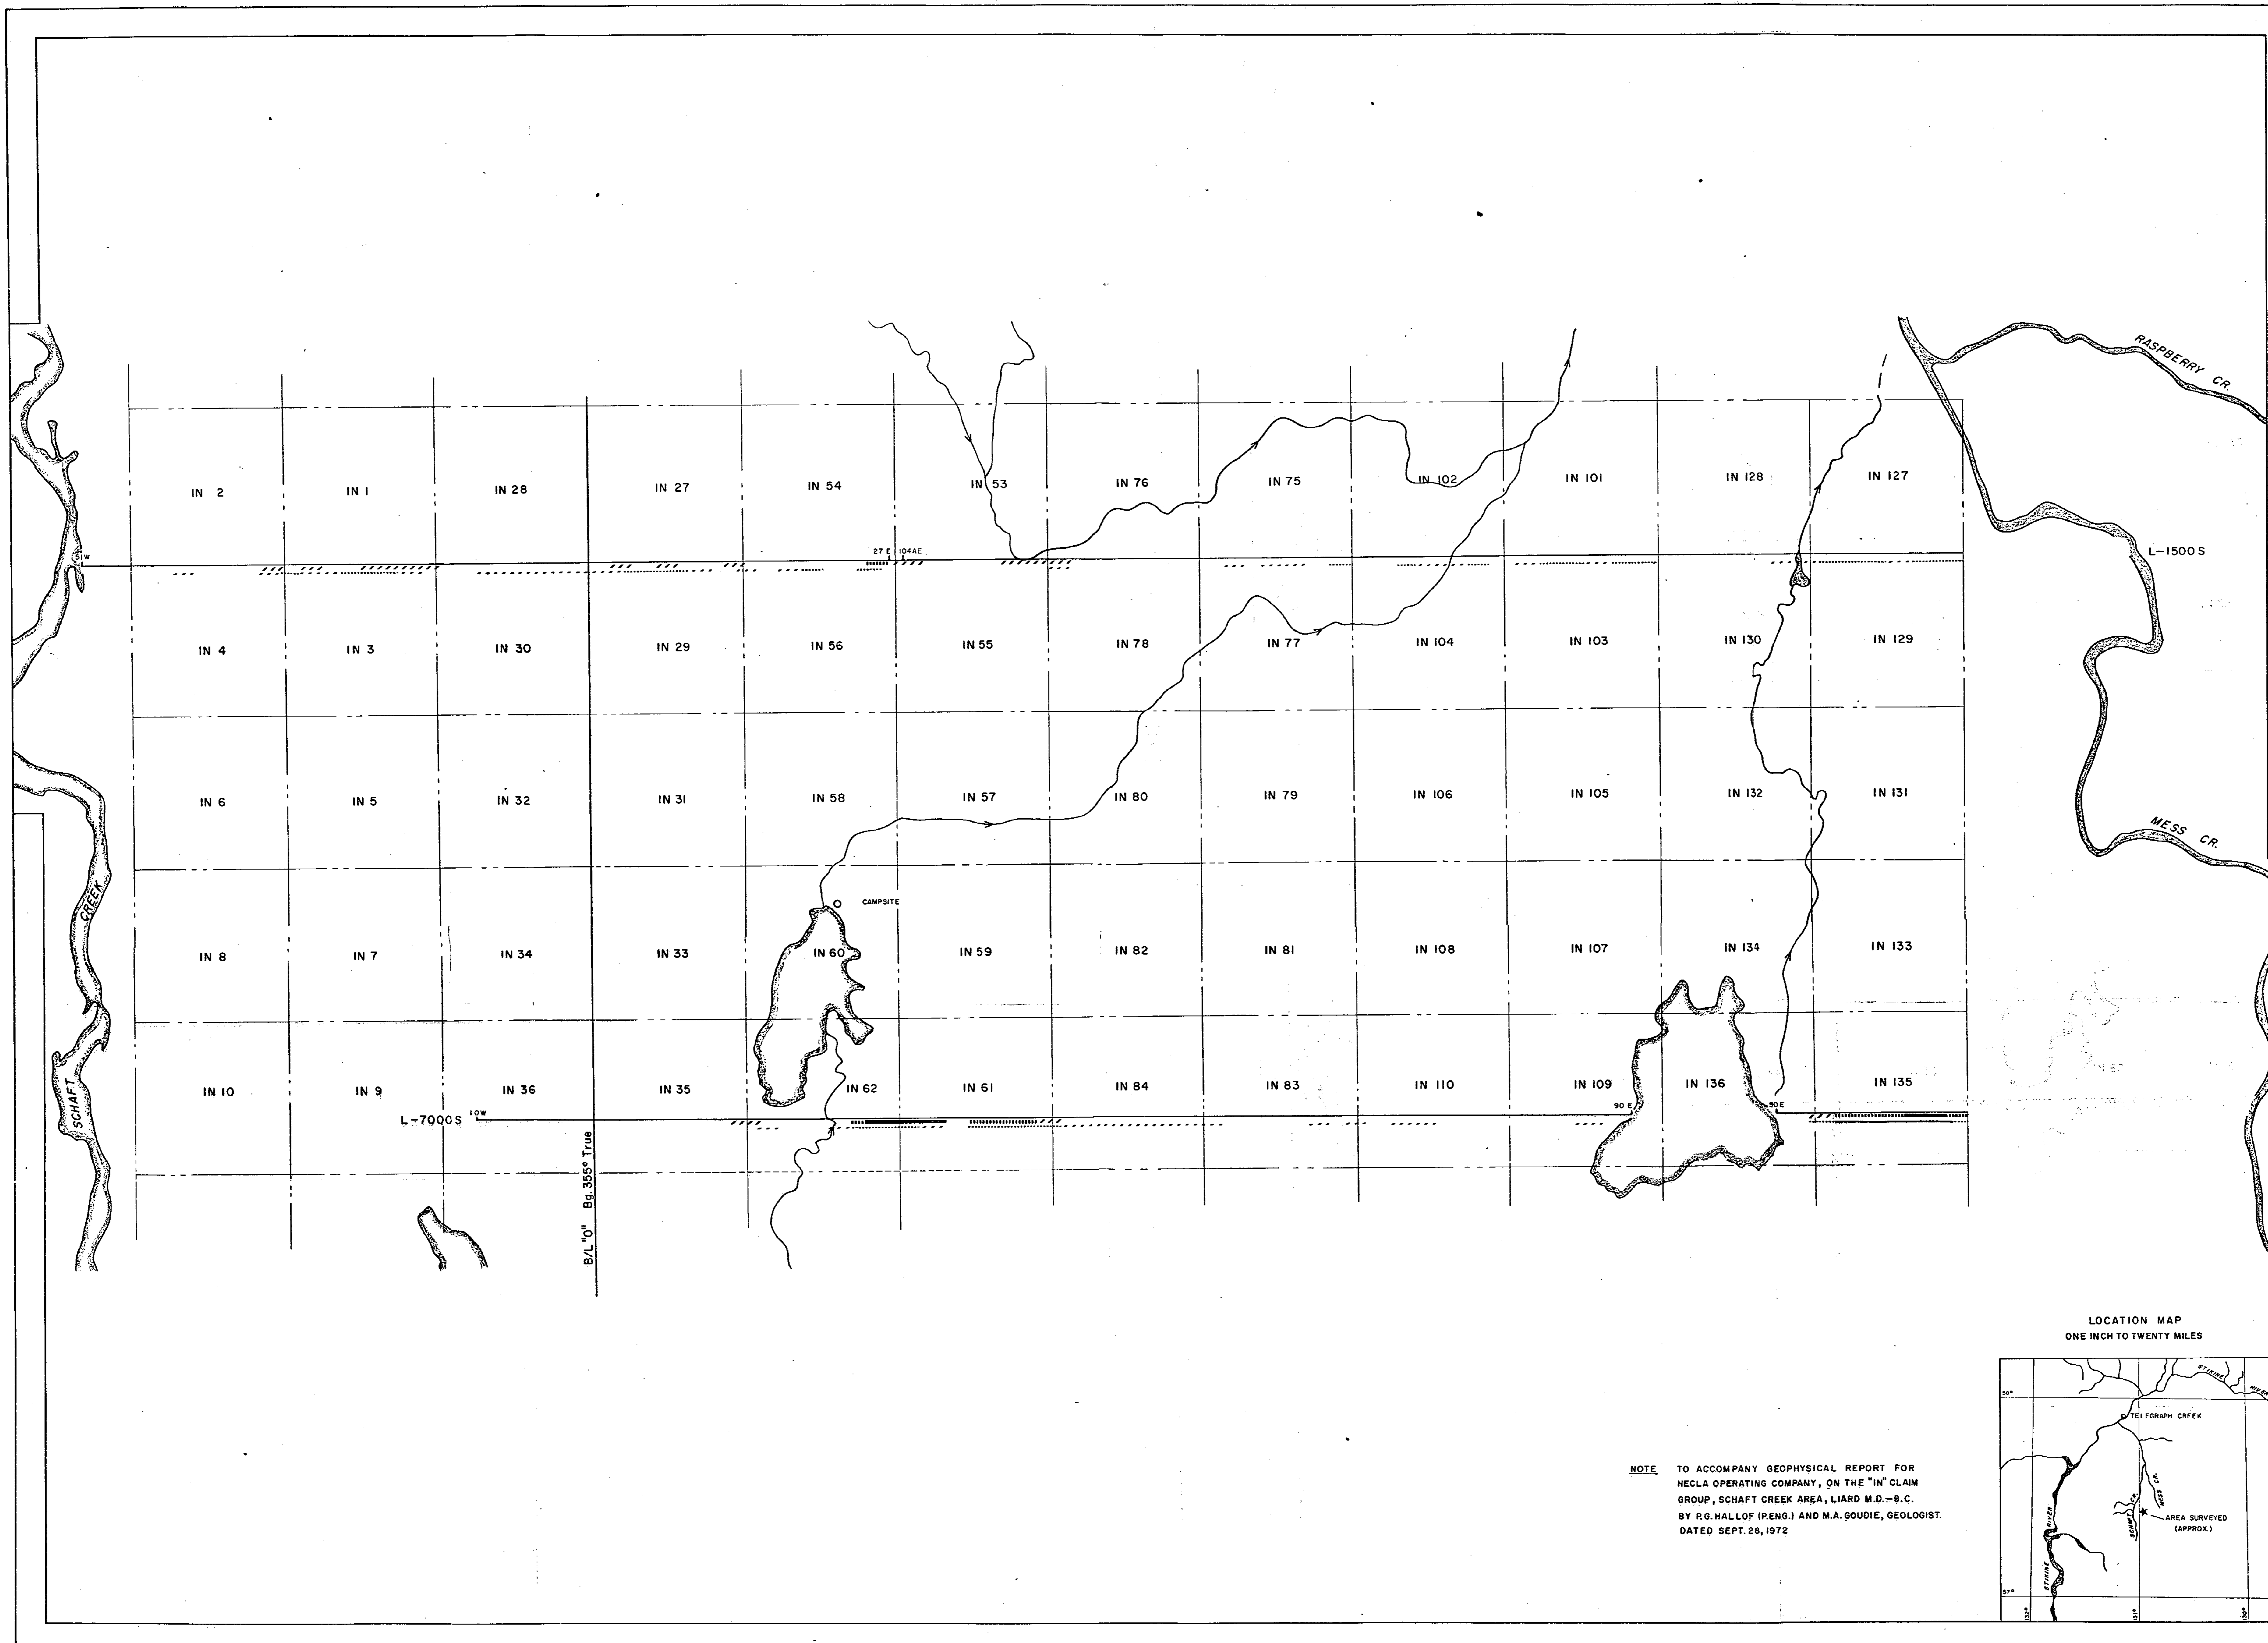 RASPBERRY CR.
IN 2
IN 1
IN 28
IN 27
IN 54
IN 53
IN 76
IN 75
IN 102
IN 101
IN 128
IN 127
51W
27 E
104AE
L-1500 S
IN 4
IN 3
IN 30
IN 29
IN 56
IN 55
IN 78
IN 77
IN 104
IN 103
IN 130
IN 129
IN 6
IN 5
IN 32
IN 31
IN 58
IN 57
IN 80
IN 79
IN 106
IN 105
IN 132
IN 131
MESS CR.
SCHAFT CREEK
CAMPSITE
IN 8
IN 7
IN 34
IN 33
IN 60
IN 59
IN 82
IN 81
IN 108
IN 107
IN 134
IN 133
IN 10
IN 9
IN 36
IN 35
IN 62
IN 61
IN 84
IN 83
IN 110
IN 109
IN 136
IN 135
L-7000 S
10W
90 E
90 E
B/L "O" Bg. 355° True
LOCATION MAP
ONE INCH TO TWENTY MILES
STIKINE RIVER
58°
TELEGRAPH CREEK
MESS CR.
SCHAFT CR.
AREA SURVEYED
(APPROX.)
STIKINE RIVER
57°
132°
131°
130°
NOTE TO ACCOMPANY GEOPHYSICAL REPORT FOR
HECLA OPERATING COMPANY, ON THE "IN" CLAIM
GROUP, SCHAFT CREEK AREA, LIARD M.D.-B.C.
BY P.G. HALLOF (P.ENG.) AND M.A. GOUDIE, GEOLOGIST.
DATED SEPT. 28, 1972